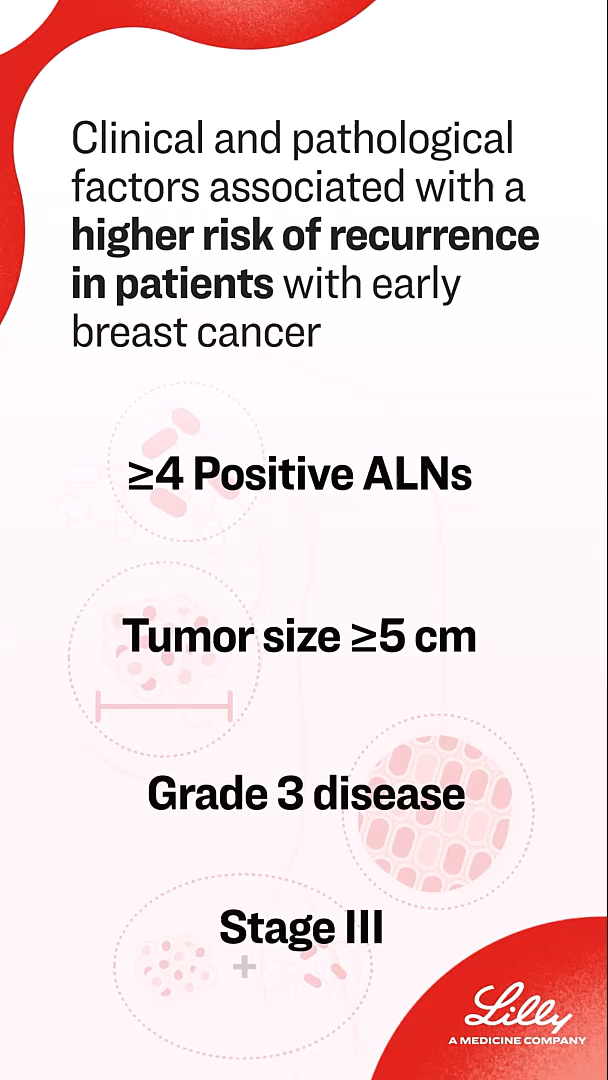 Clinical and pathological
factors associated with a
higher risk of recurrence
in patients with early
breast cancer
≥4 Positive ALNs
Tumor size ≥5 cm
Grade 3 disease
Stage III
Lilly
A MEDICINE COMPANY